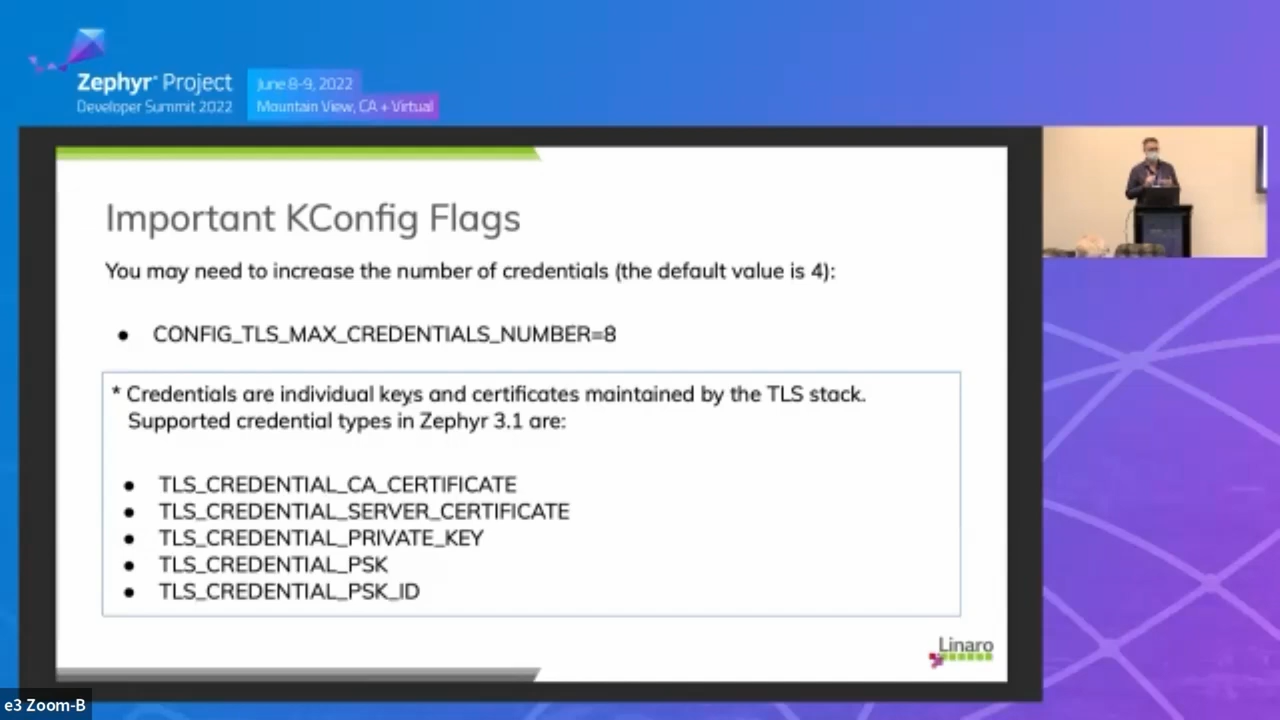 Zephyr® Project
Developer Summit 2022
June 8-9, 2022
Mountain View, CA + Virtual
Important KConfig Flags
You may need to increase the number of credentials (the default value is 4):
● CONFIG_TLS_MAX_CREDENTIALS_NUMBER=8
* Credentials are individual keys and certificates maintained by the TLS stack.
Supported credential types in Zephyr 3.1 are:
● TLS_CREDENTIAL_CA_CERTIFICATE
● TLS_CREDENTIAL_SERVER_CERTIFICATE
● TLS_CREDENTIAL_PRIVATE_KEY
● TLS_CREDENTIAL_PSK
● TLS_CREDENTIAL_PSK_ID
Linaro
e3 Zoom-B